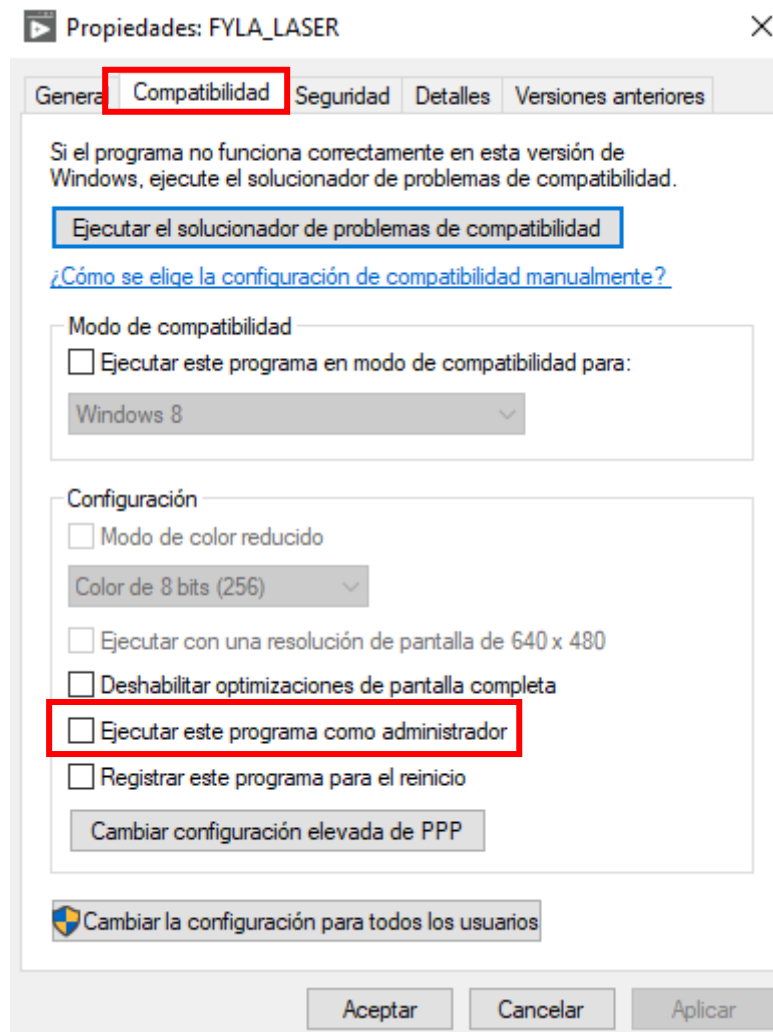 Propiedades: FYLA_LASER
General Compatibilidad Seguridad Detalles Versiones anteriores
Si el programa no funciona correctamente en esta versión de
Windows, ejecute el solucionador de problemas de compatibilidad.
Ejecutar el solucionador de problemas de compatibilidad
¿Cómo se elige la configuración de compatibilidad manualmente?
Modo de compatibilidad
Ejecutar este programa en modo de compatibilidad para:
Windows 8
Configuración
Modo de color reducido
Color de 8 bits (256)
Ejecutar con una resolución de pantalla de 640 x 480
Deshabilitar optimizaciones de pantalla completa
Ejecutar este programa como administrador
Registrar este programa para el reinicio
Cambiar configuración elevada de PPP
Cambiar la configuración para todos los usuarios
Aceptar Cancelar Aplicar